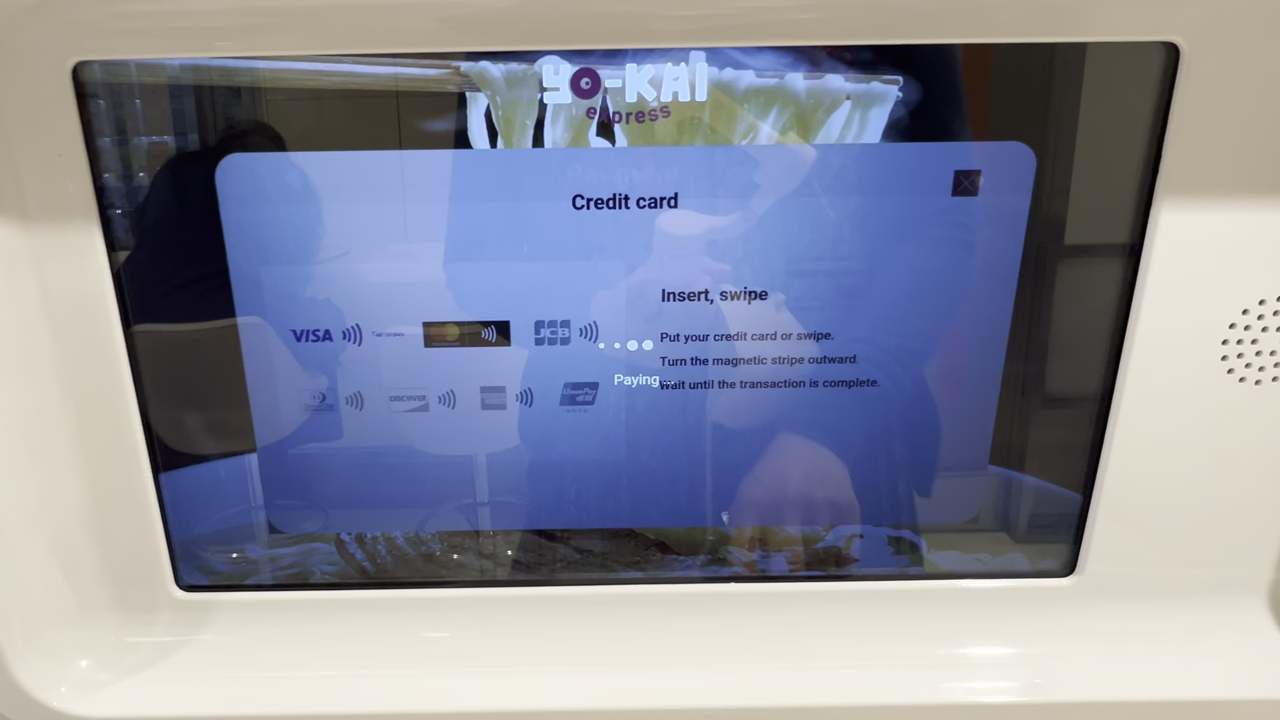 yo-KAI
express
Credit card
Insert, swipe
VISA
JCB
Put your credit card or swipe.
Turn the magnetic stripe outward.
Paying...
Wait until the transaction is complete.
DISCOVER
UnionPay